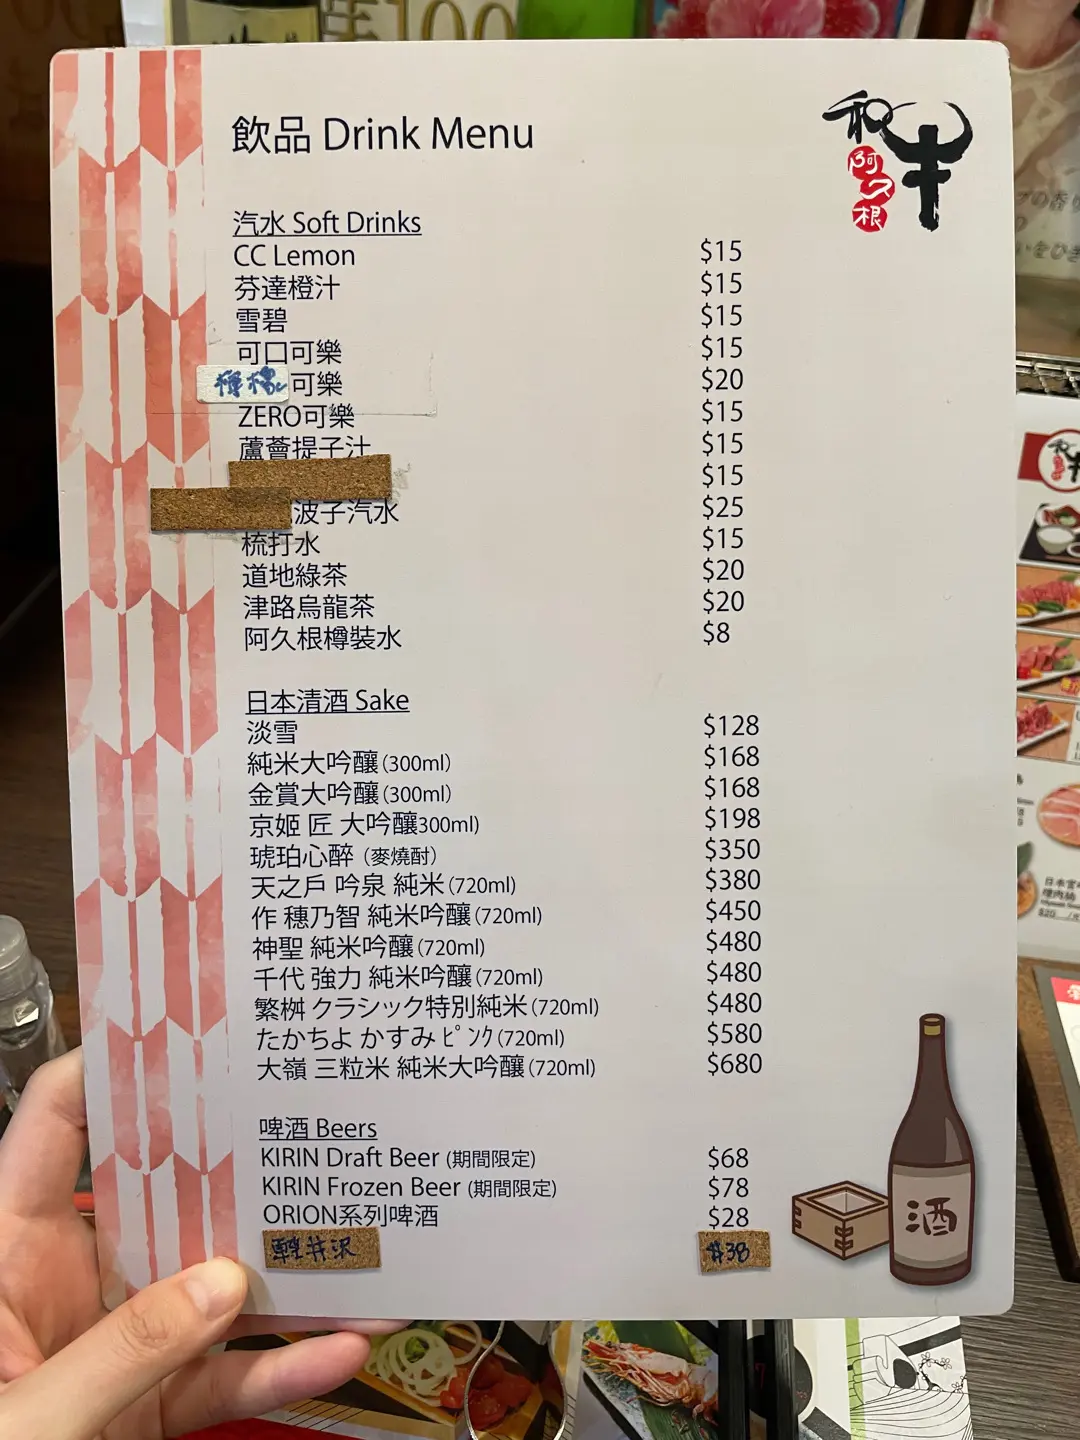 飲品 Drink Menu
和牛
阿久根
汽水 Soft Drinks
CC Lemon $15
芬達橙汁 $15
雪碧 $15
可口可樂 $15
檸檬可樂 $20
ZERO可樂 $15
蘆薈提子汁 $15
$15
波子汽水 $25
梳打水 $15
道地綠茶 $20
津路烏龍茶 $20
阿久根樽裝水 $8
日本清酒 Sake
淡雪 $128
純米大吟釀(300ml) $168
金賞大吟釀(300ml) $168
京姬 匠 大吟釀300ml) $198
琥珀心醉 (麥燒酎) $350
天之戶 吟泉 純米(720ml) $380
作 穗乃智 純米吟釀(720ml) $450
神聖 純米吟釀(720ml) $480
千代 強力 純米吟釀(720ml) $480
繁桝 クラシック特別純米(720ml) $480
たかちよ かすみピンク(720ml) $580
大嶺 三粒米 純米大吟釀(720ml) $680
啤酒 Beers
KIRIN Draft Beer (期間限定) $68
KIRIN Frozen Beer (期間限定) $78
ORION系列啤酒 $28
軽井沢 $38
酒